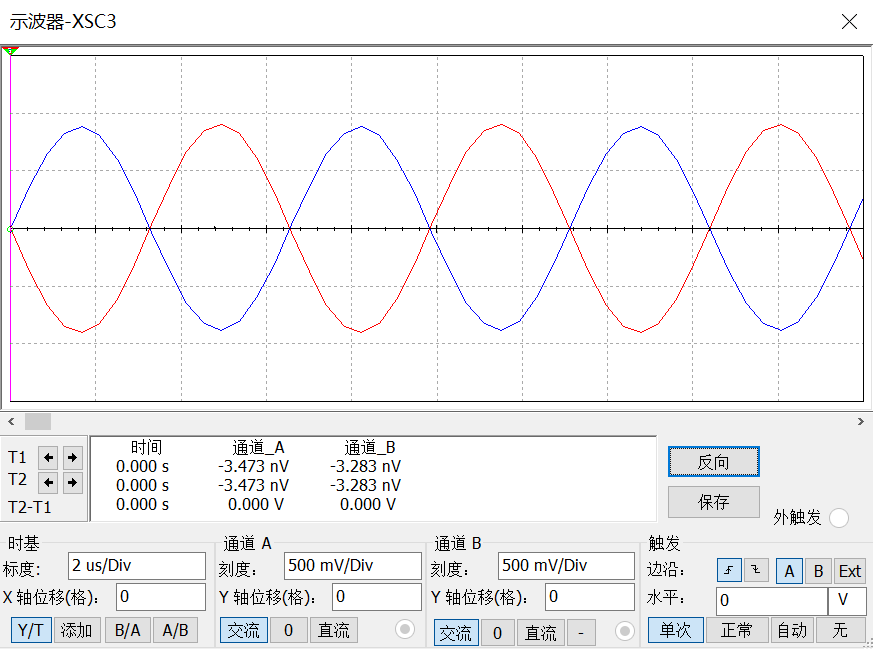 示波器-XSC3
时间 通道_A 通道_B
T1 0.000 s -3.473 nV -3.283 nV
T2 0.000 s -3.473 nV -3.283 nV
T2-T1 0.000 s 0.000 V 0.000 V
反向
保存
外触发
时基 通道 A 通道 B 触发
标度: 2 us/Div 刻度: 500 mV/Div 刻度: 500 mV/Div 边沿: A B Ext
X 轴位移(格): 0 Y 轴位移(格): 0 Y 轴位移(格): 0 水平: 0 V
Y/T 添加 B/A A/B 交流 0 直流 交流 0 直流 - 单次 正常 自动 无